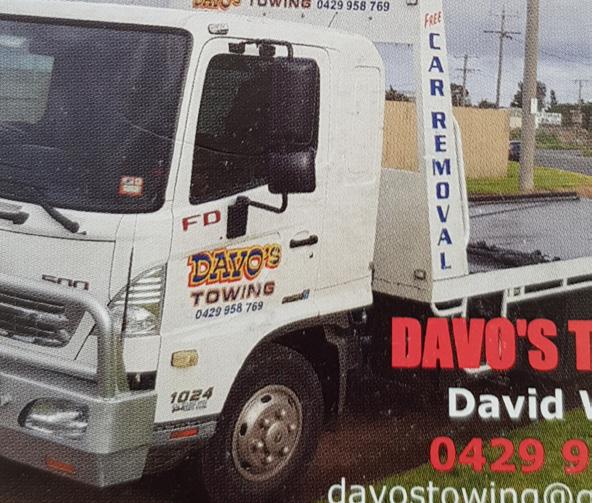 DAVO'S TOWING 0429 958 769
FREE CAR REMOVAL
FD
DAVO'S
TOWING
0429 958 769
500
1024
DAVO'S T
David W
0429 9
davostowing@g